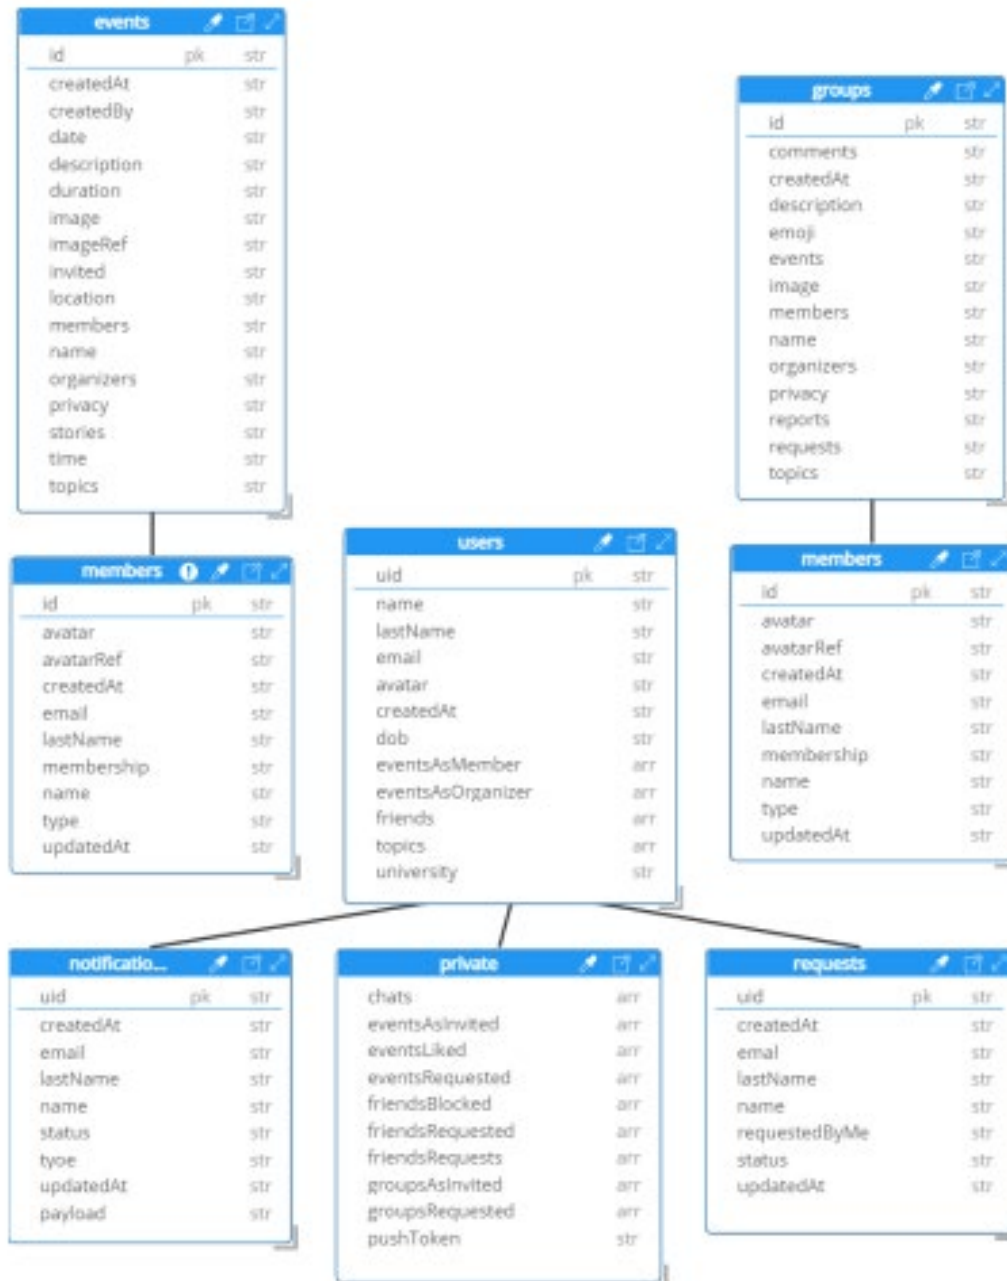 events
id pk str
createdAt str
createdBy str
date str
description str
duration str
image str
imageRef str
invited str
location str
members str
name str
organizers str
privacy str
stories str
time str
topics str
groups
id pk str
comments str
createdAt str
description str
emoji str
events str
image str
members str
name str
organizers str
privacy str
reports str
requests str
topics str
members
id pk str
avatar str
avatarRef str
createdAt str
email str
lastName str
membership str
name str
type str
updatedAt str
users
uid pk str
name str
lastName str
email str
avatar str
createdAt str
dob str
eventsAsMember arr
eventsAsOrganizer arr
friends arr
topics arr
university str
members
id pk str
avatar str
avatarRef str
createdAt str
email str
lastName str
membership str
name str
type str
updatedAt str
notificatio...
uid pk str
createdAt str
email str
lastName str
name str
status str
tyoe str
updatedAt str
payload str
private
chats arr
eventsAsInvited arr
eventsLiked arr
eventsRequested arr
friendsBlocked arr
friendsRequested arr
friendsRequests arr
groupsAsInvited arr
groupsRequested arr
pushToken str
requests
uid pk str
createdAt str
emal str
lastName str
name str
requestedByMe str
status str
updatedAt str